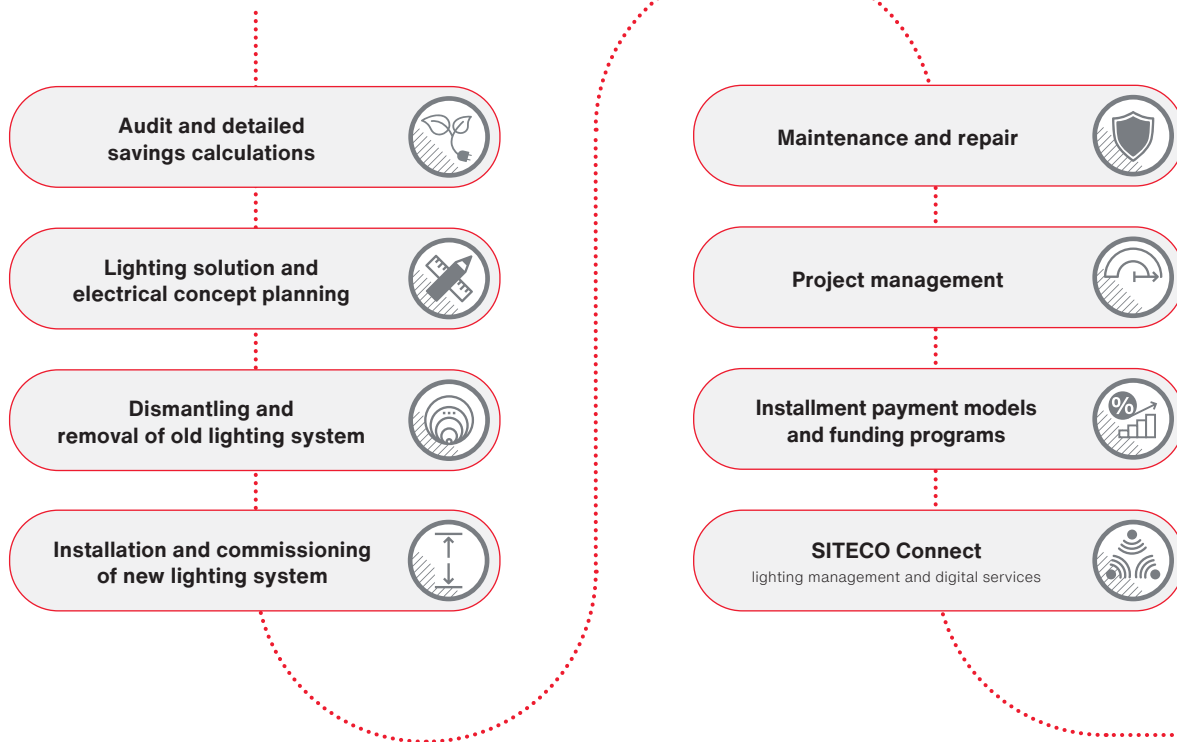 Audit and detailed
savings calculations
Lighting solution and
electrical concept planning
Dismantling and
removal of old lighting system
Installation and commissioning
of new lighting system
Maintenance and repair
Project management
Installment payment models
and funding programs
%
SITECO Connect
lighting management and digital services